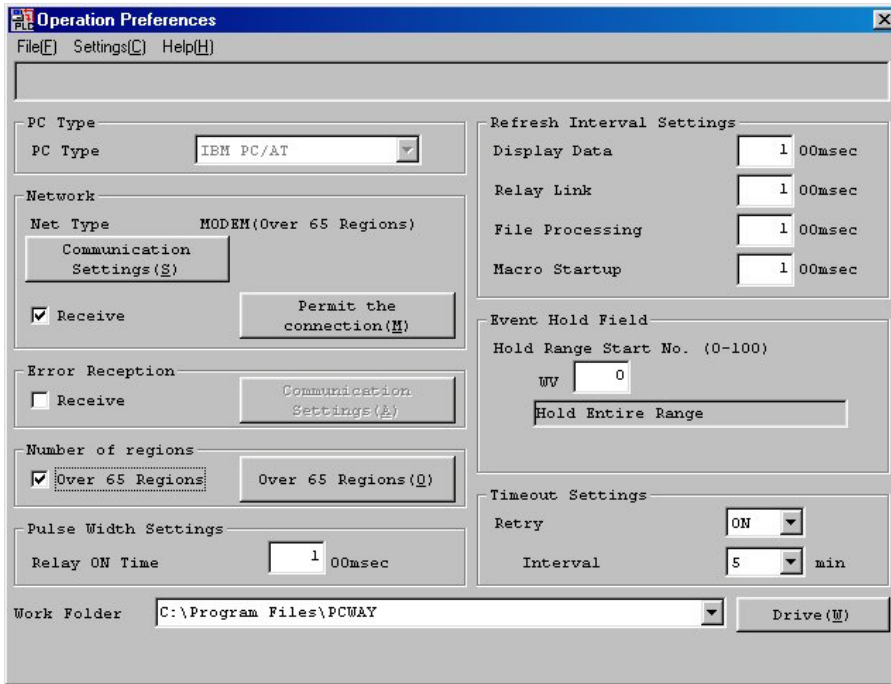 PLC Operation Preferences
File(F) Settings(C) Help(H)
PC Type
PC Type IBM PC/AT
Network
Net Type MODEM(Over 65 Regions)
Communication
Settings(S)
Receive
Permit the
connection(M)
Error Reception
Receive
Communication
Settings(A)
Number of regions
Over 65 Regions
Over 65 Regions(O)
Pulse Width Settings
Relay ON Time 1 00msec
Refresh Interval Settings
Display Data 1 00msec
Relay Link 1 00msec
File Processing 1 00msec
Macro Startup 1 00msec
Event Hold Field
Hold Range Start No. (0-100)
WV 0
Hold Entire Range
Timeout Settings
Retry ON
Interval 5 min
Work Folder C:\Program Files\PCWAY Drive(W)